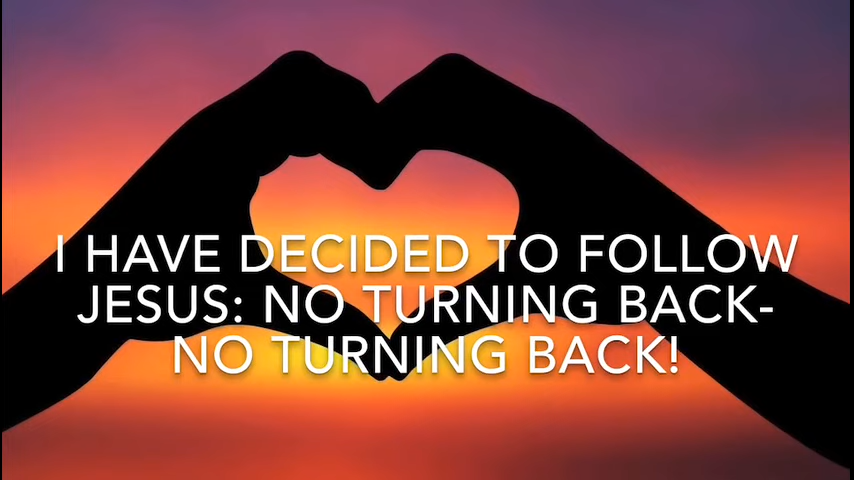 I HAVE DECIDED TO FOLLOW
JESUS: NO TURNING BACK-
NO TURNING BACK!